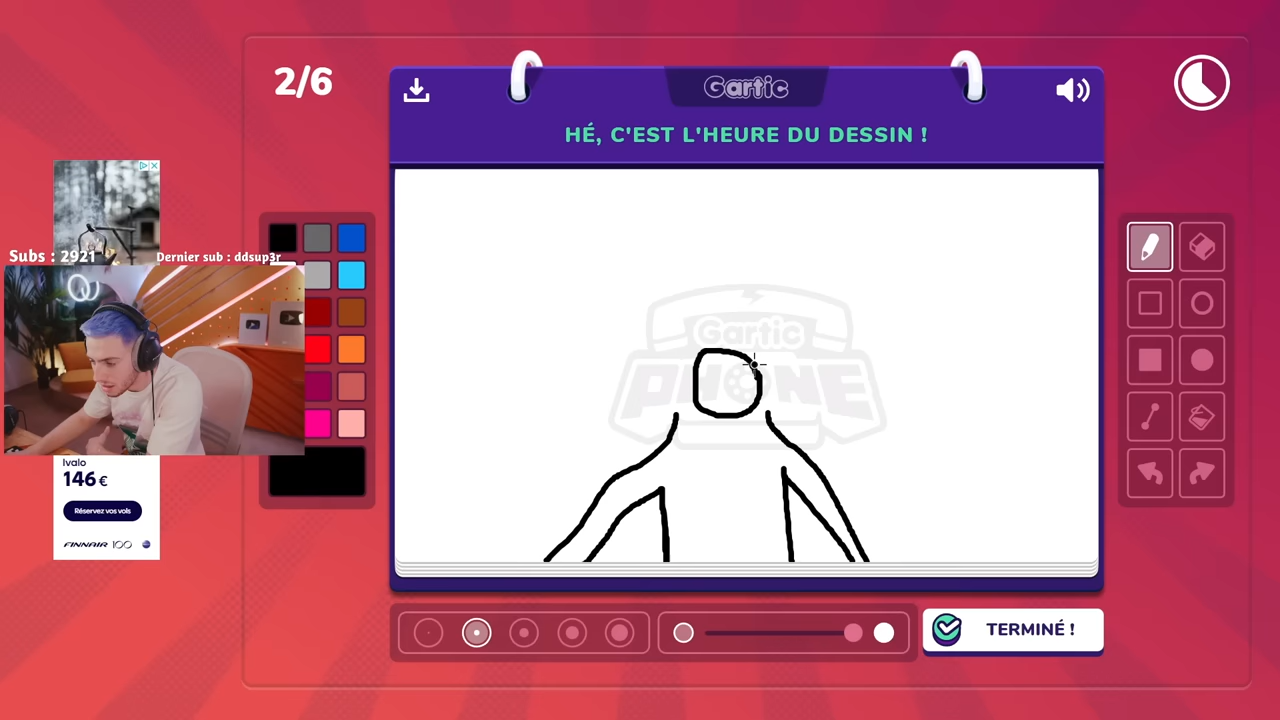 2/6
Gartic
HÉ, C'EST L'HEURE DU DESSIN !
Subs : 2921
Dernier sub : ddsup3r
Gartic
PHONE
Ivalo
146 €
Réservez vos vols
FINNAIR 100
TERMINÉ !